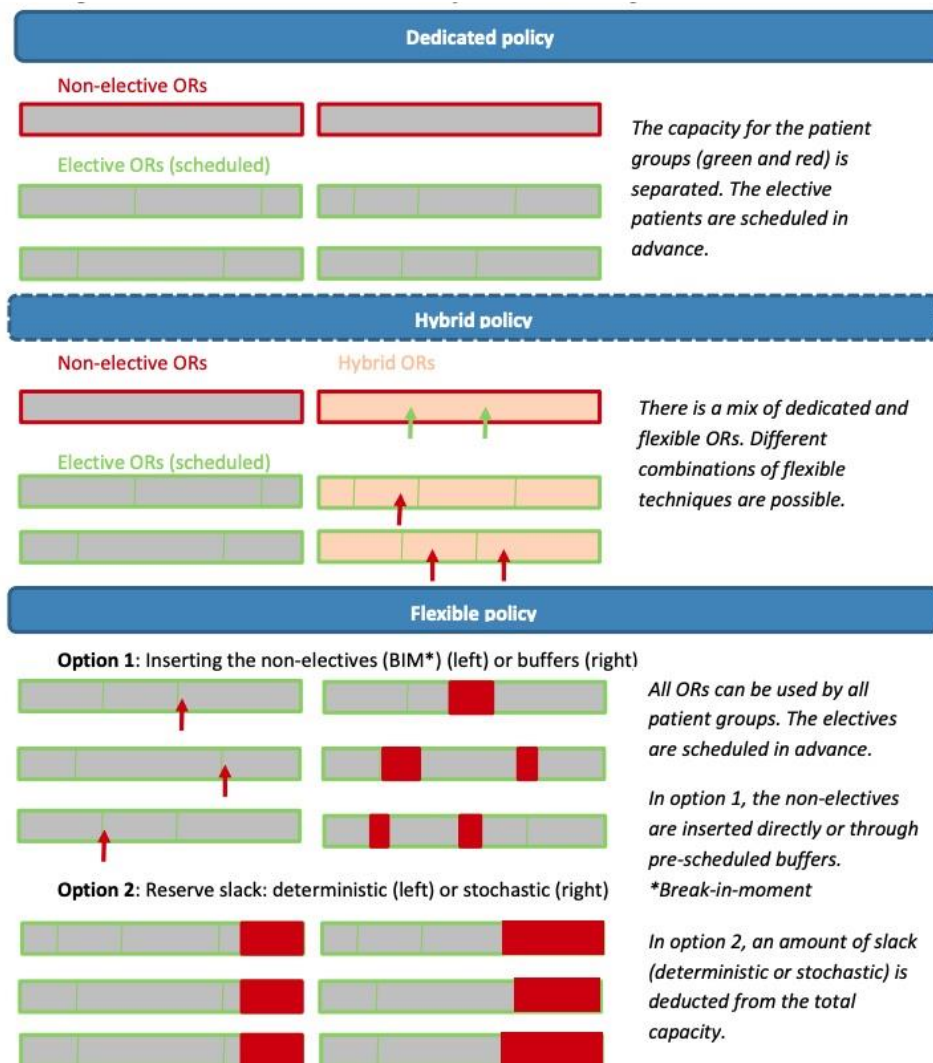 Dedicated policy
Non-elective ORs
The capacity for the patient
groups (green and red) is
separated. The elective
patients are scheduled in
advance.
Elective ORs (scheduled)
Hybrid policy
Non-elective ORs
Hybrid ORs
There is a mix of dedicated and
flexible ORs. Different
combinations of flexible
techniques are possible.
Elective ORs (scheduled)
Flexible policy
Option 1: Inserting the non-electives (BIM*) (left) or buffers (right)
All ORs can be used by all
patient groups. The electives
are scheduled in advance.
In option 1, the non-electives
are inserted directly or through
pre-scheduled buffers.
*Break-in-moment
Option 2: Reserve slack: deterministic (left) or stochastic (right)
In option 2, an amount of slack
(deterministic or stochastic) is
deducted from the total
capacity.